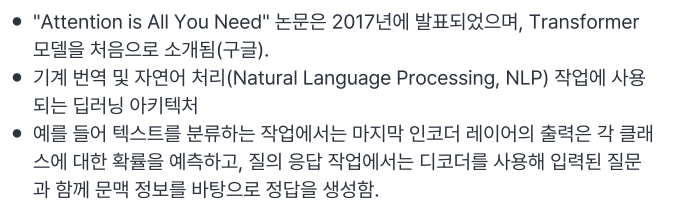 • "Attention is All You Need" 논문은 2017년에 발표되었으며, Transformer
모델을 처음으로 소개됨(구글).
• 기계 번역 및 자연어 처리(Natural Language Processing, NLP) 작업에 사용
되는 딥러닝 아키텍처
• 예를 들어 텍스트를 분류하는 작업에서는 마지막 인코더 레이어의 출력은 각 클래
스에 대한 확률을 예측하고, 질의 응답 작업에서는 디코더를 사용해 입력된 질문
과 함께 문맥 정보를 바탕으로 정답을 생성함.